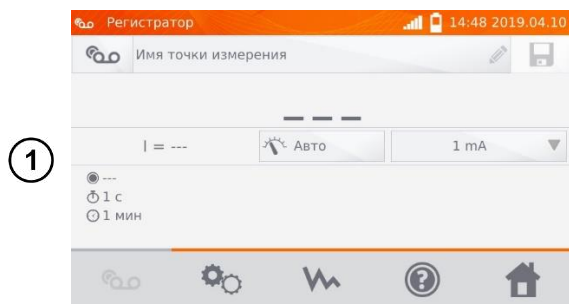 Регистратор 14:48 2019.04.10
Имя точки измерения
---
I = --- Авто 1 mA
1
---
1 с
1 мин
?